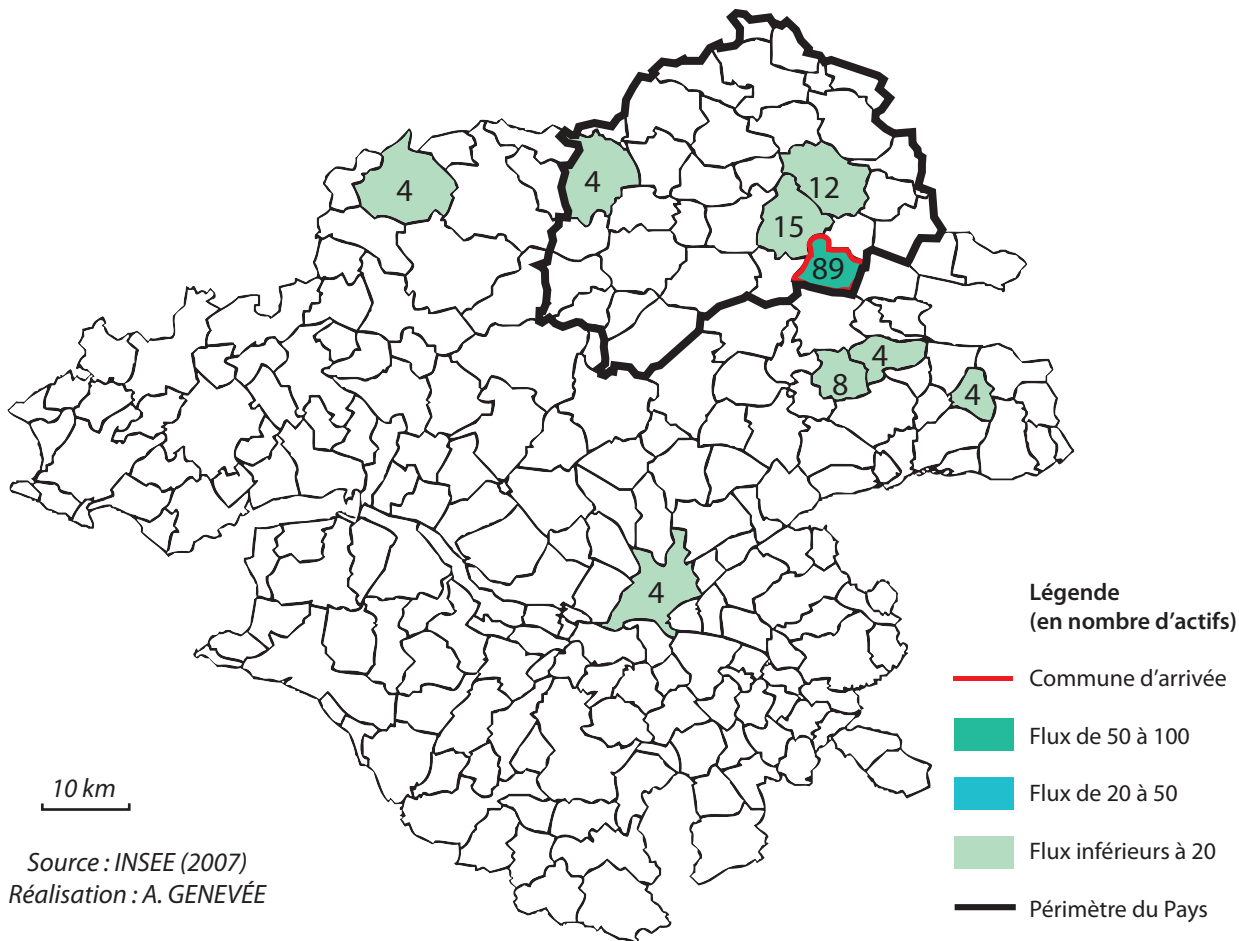 4
4
12
15
89
4
8
4
4
Légende
(en nombre d'actifs)
Commune d'arrivée
Flux de 50 à 100
Flux de 20 à 50
Flux inférieurs à 20
Périmètre du Pays
10 km
Source : INSEE (2007)
Réalisation : A. GENEVÉE